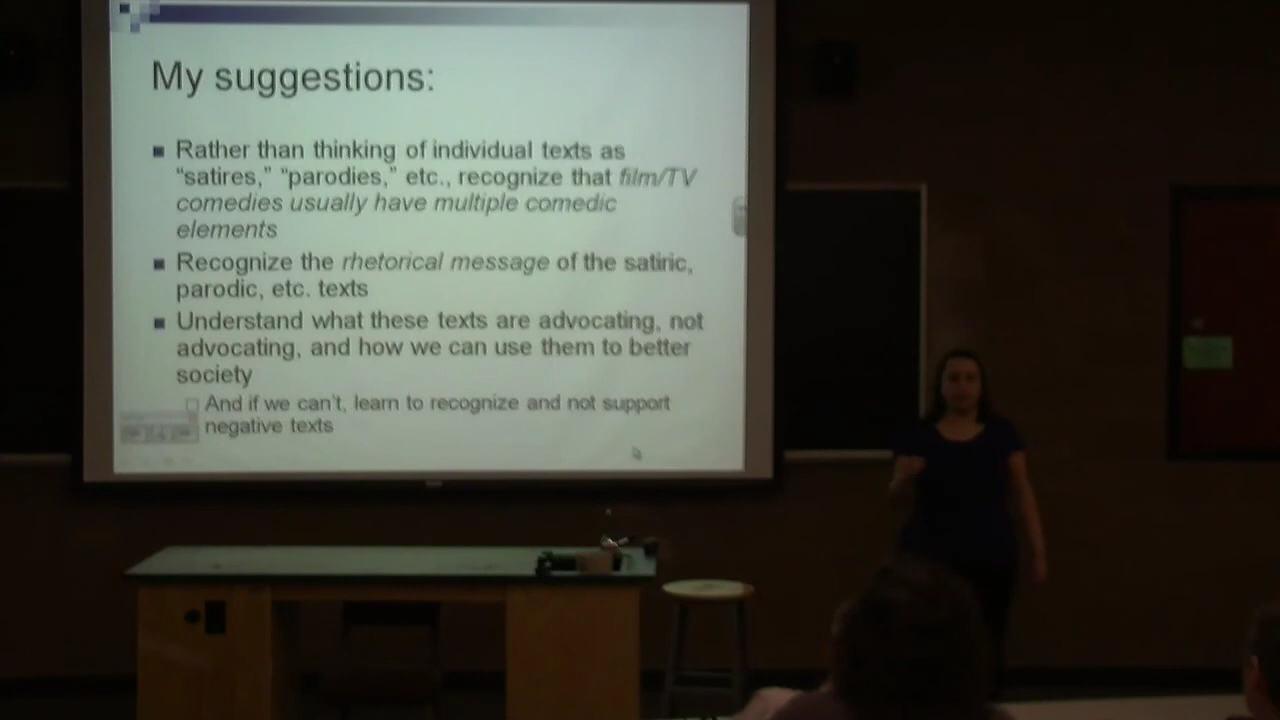 My suggestions:
Rather than thinking of individual texts as
“satires,” “parodies,” etc., recognize that film/TV
comedies usually have multiple comedic
elements
Recognize the rhetorical message of the satiric,
parodic, etc. texts
Understand what these texts are advocating, not
advocating, and how we can use them to better
society
And if we can't, learn to recognize and not support
negative texts